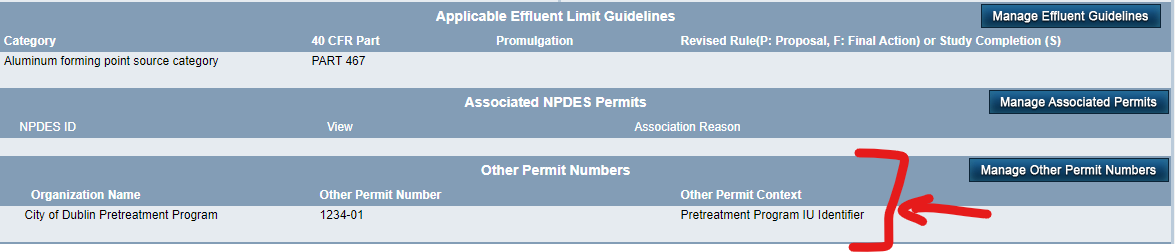 Applicable Effluent Limit Guidelines Manage Effluent Guidelines
Category 40 CFR Part Promulgation Revised Rule(P: Proposal, F: Final Action) or Study Completion (S)
Aluminum forming point source category PART 467
Associated NPDES Permits Manage Associated Permits
NPDES ID View Association Reason
Other Permit Numbers Manage Other Permit Numbers
Organization Name Other Permit Number Other Permit Context
City of Dublin Pretreatment Program 1234-01 Pretreatment Program IU Identifier